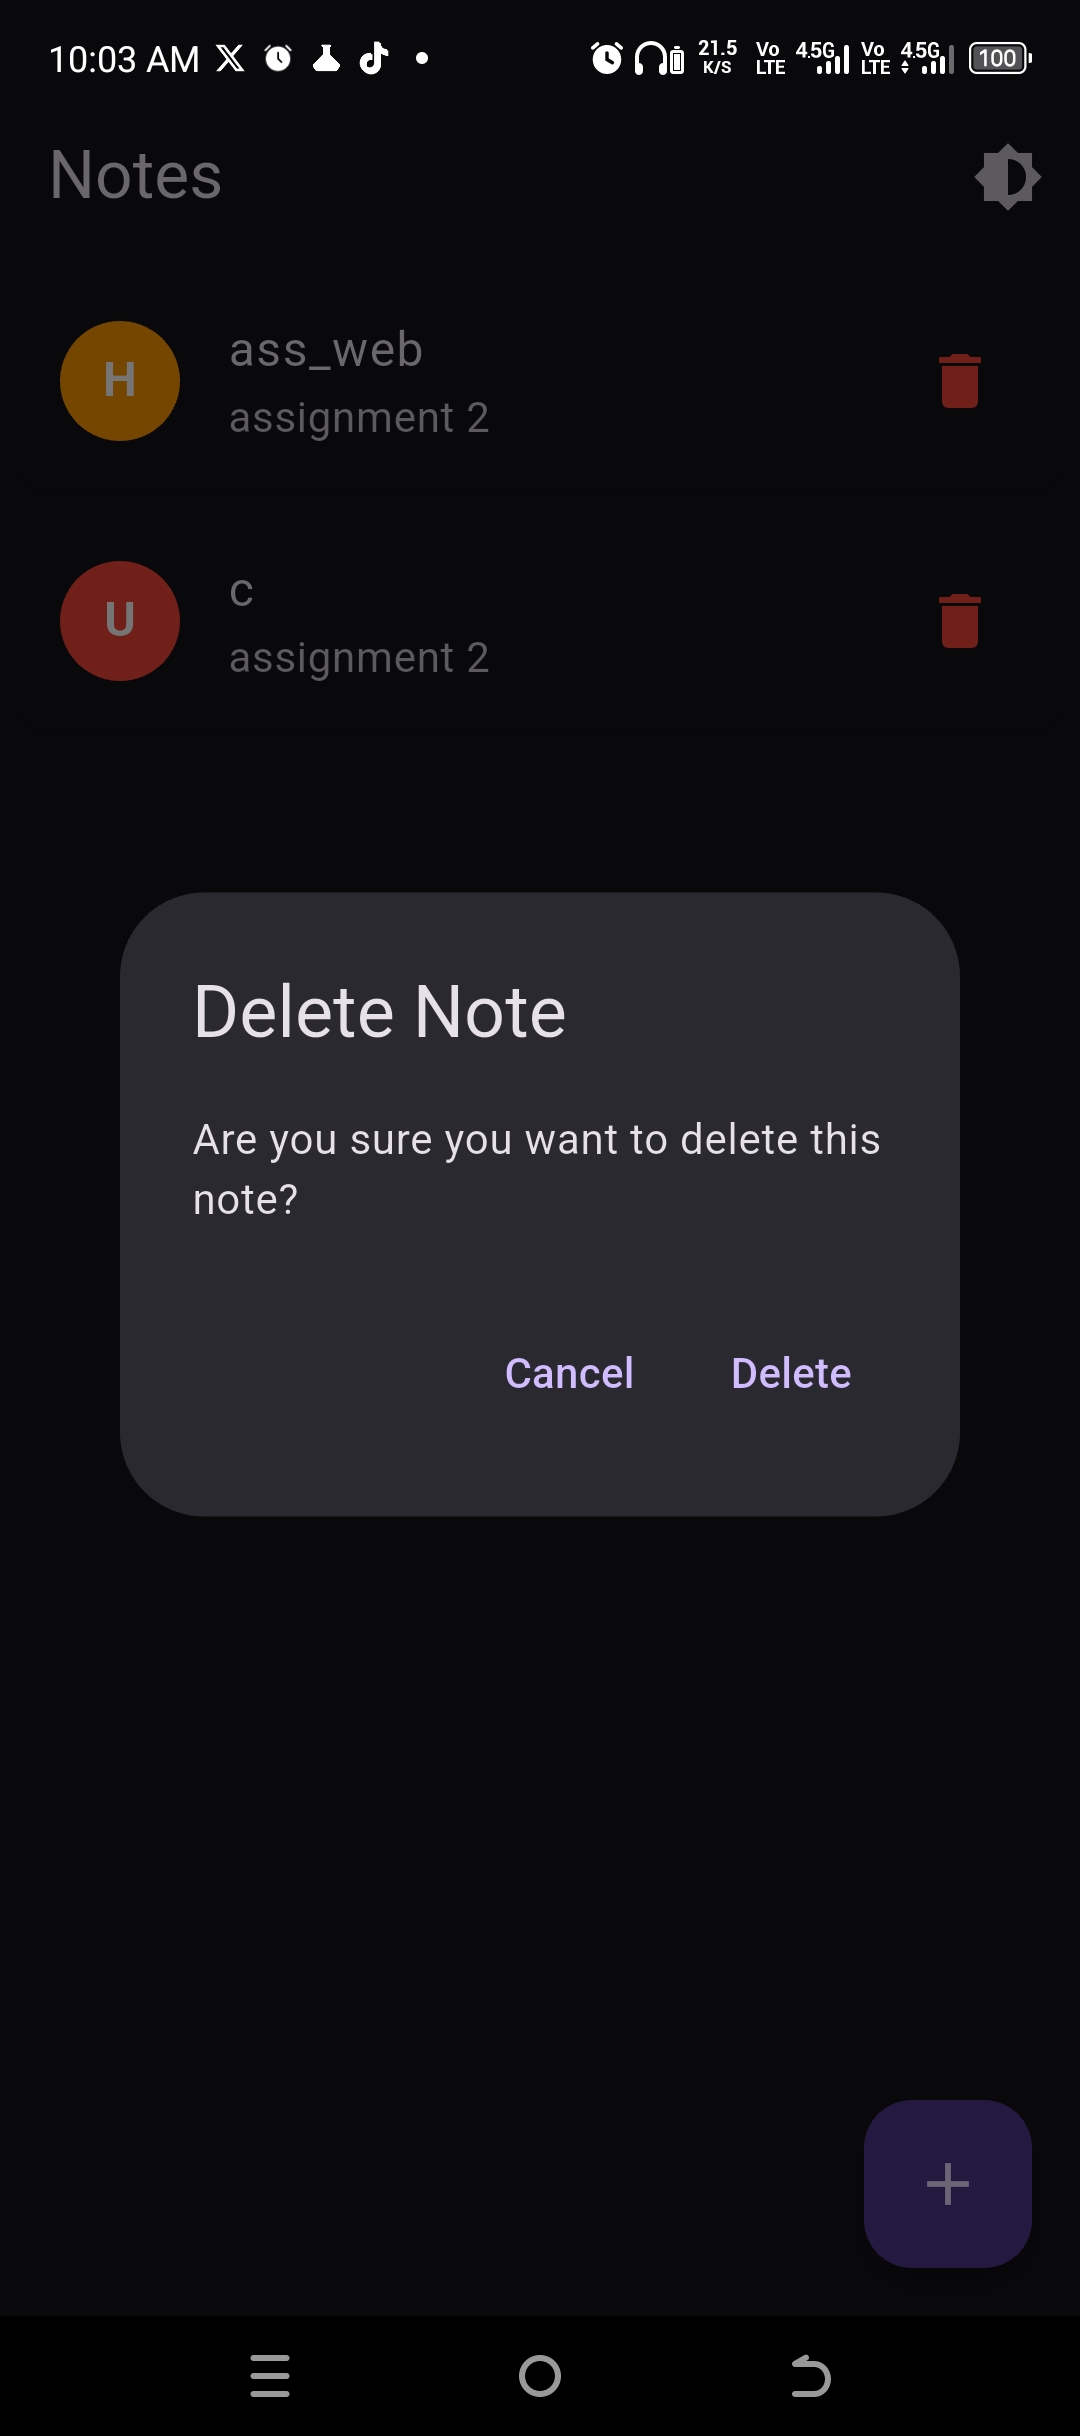 10:03 AM 21.5 K/S Vo LTE 4.5G Vo LTE 4.5G 100
Notes
H
ass_web
assignment 2
U
c
assignment 2
Delete Note
Are you sure you want to delete this
note?
Cancel Delete